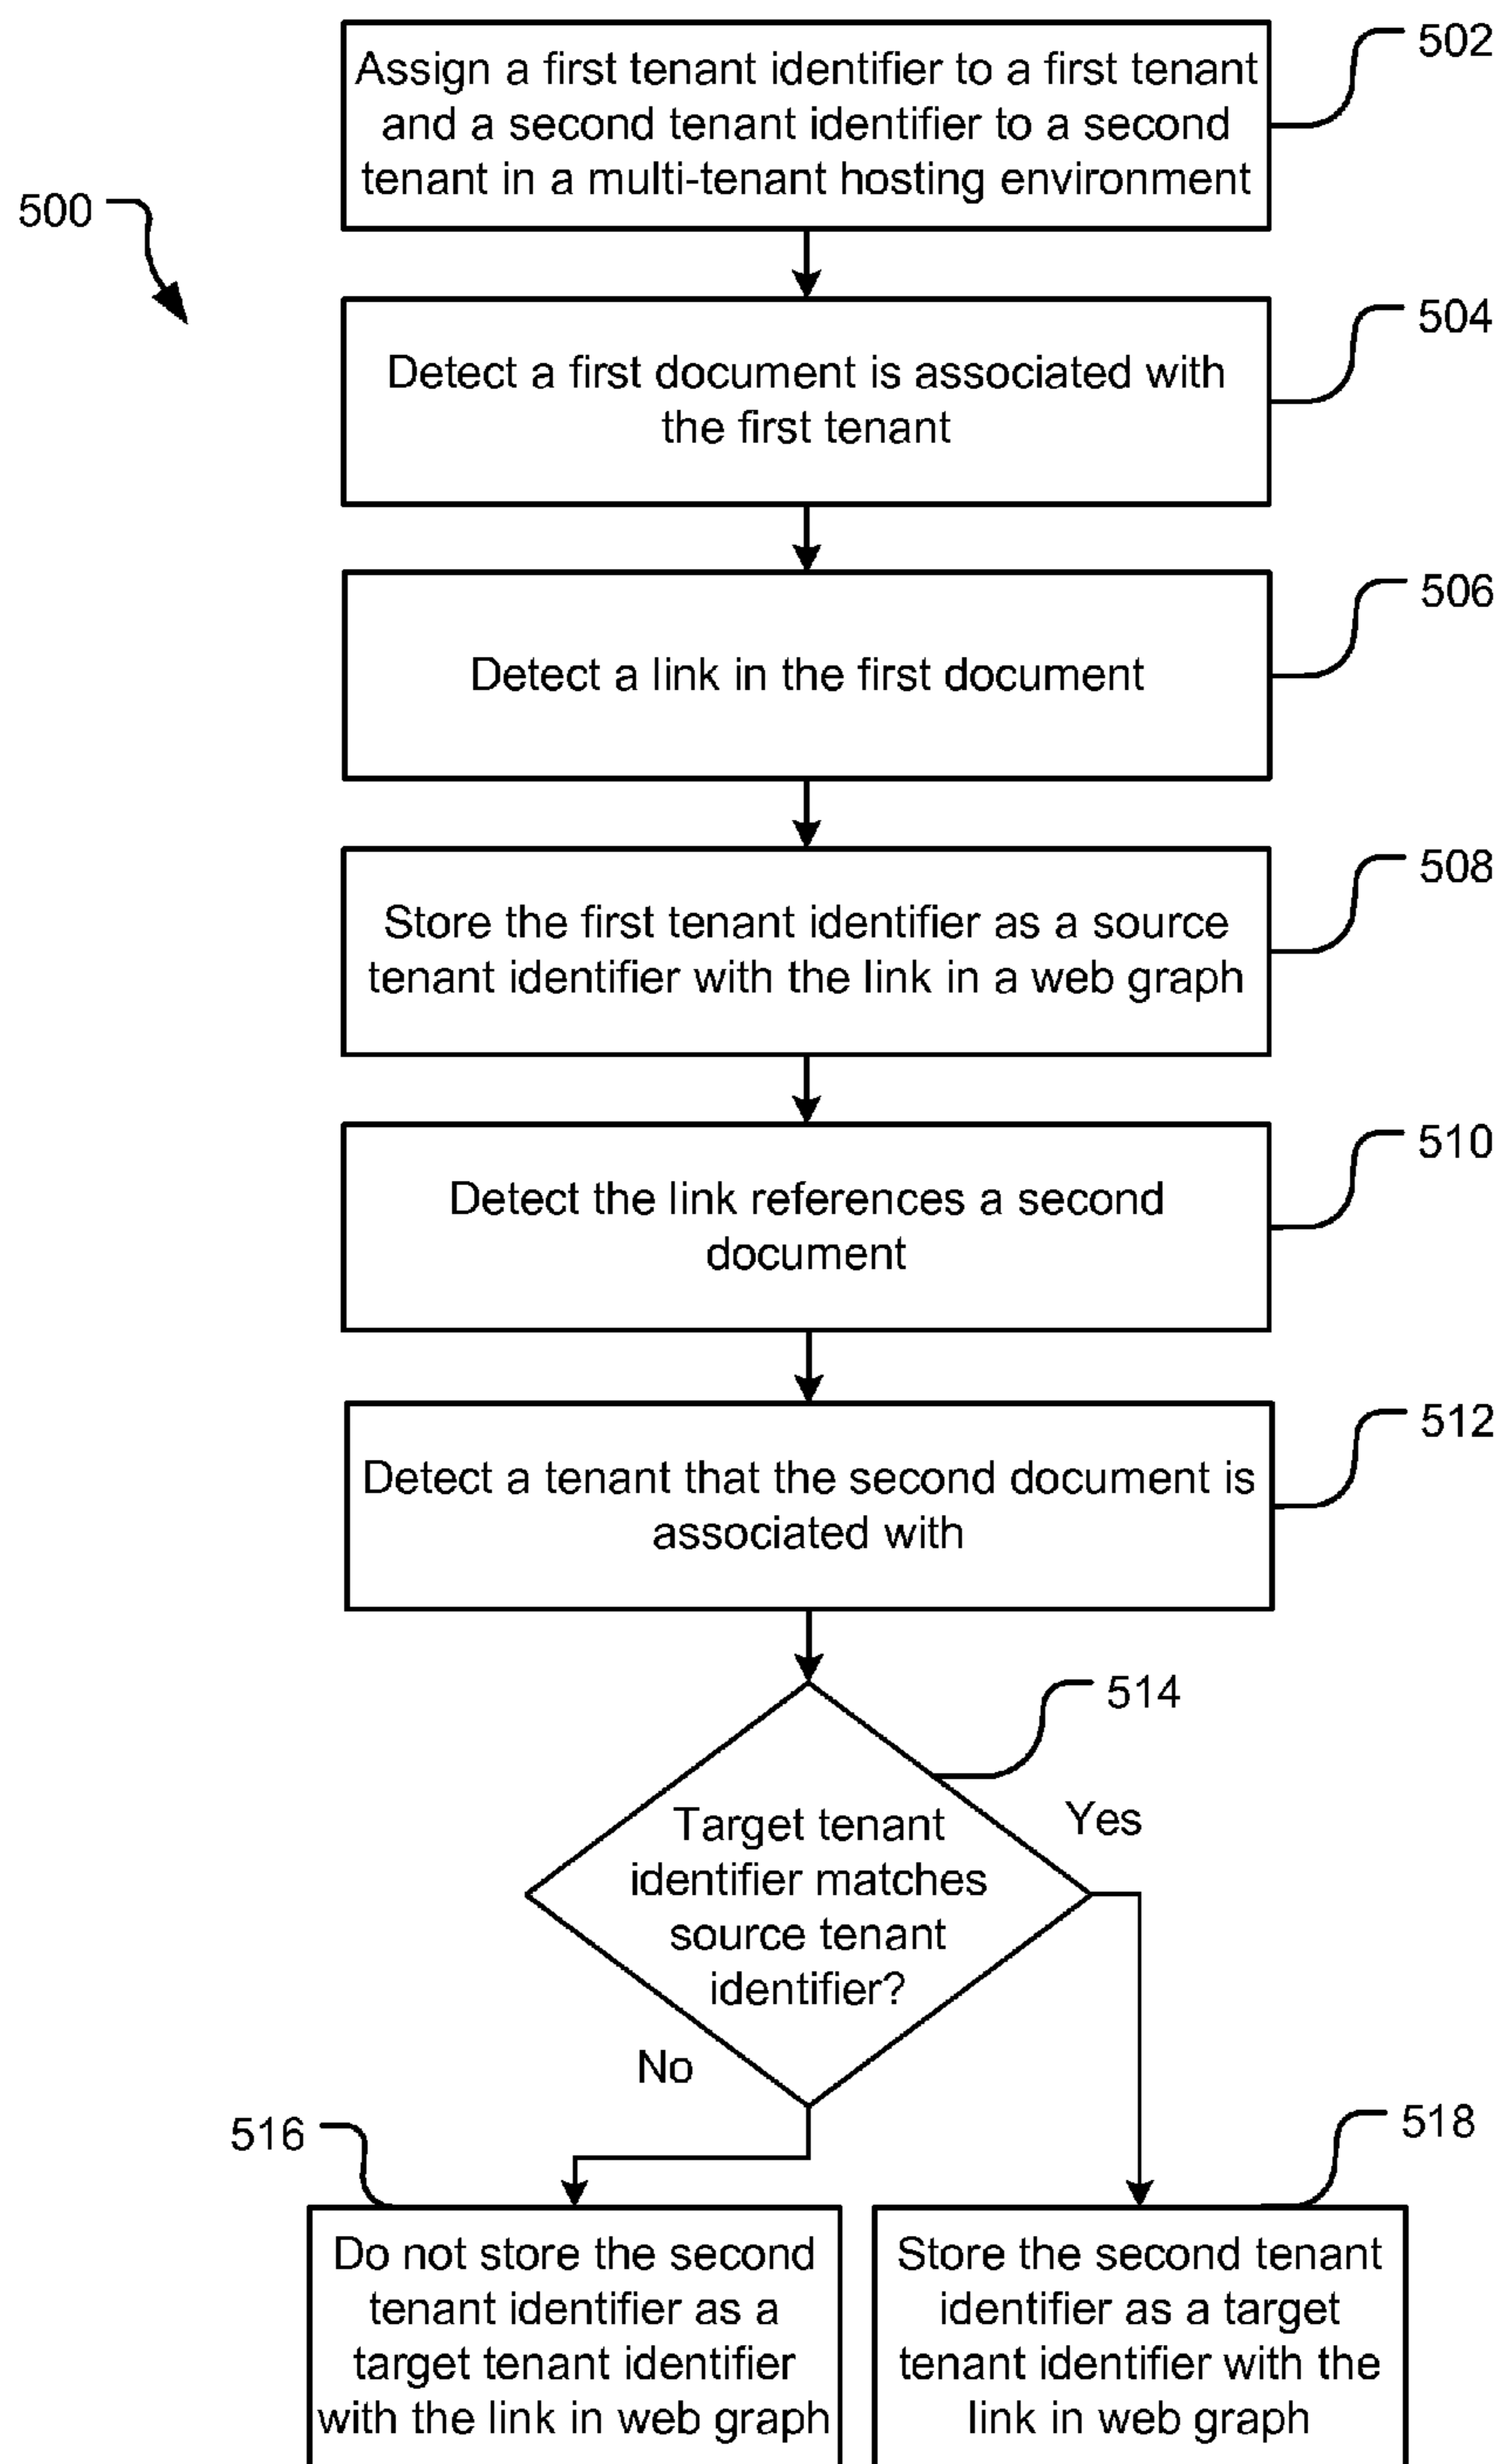 502
Assign a first tenant identifier to a first tenant
and a second tenant identifier to a second
tenant in a multi-tenant hosting environment
500
504
Detect a first document is associated with
the first tenant
506
Detect a link in the first document
508
Store the first tenant identifier as a source
tenant identifier with the link in a web graph
510
Detect the link references a second
document
512
Detect a tenant that the second document is
associated with
514
Target tenant
identifier matches
source tenant
identifier?
Yes
No
516
Do not store the second
tenant identifier as a
target tenant identifier
with the link in web graph
518
Store the second tenant
identifier as a target
tenant identifier with the
link in web graph